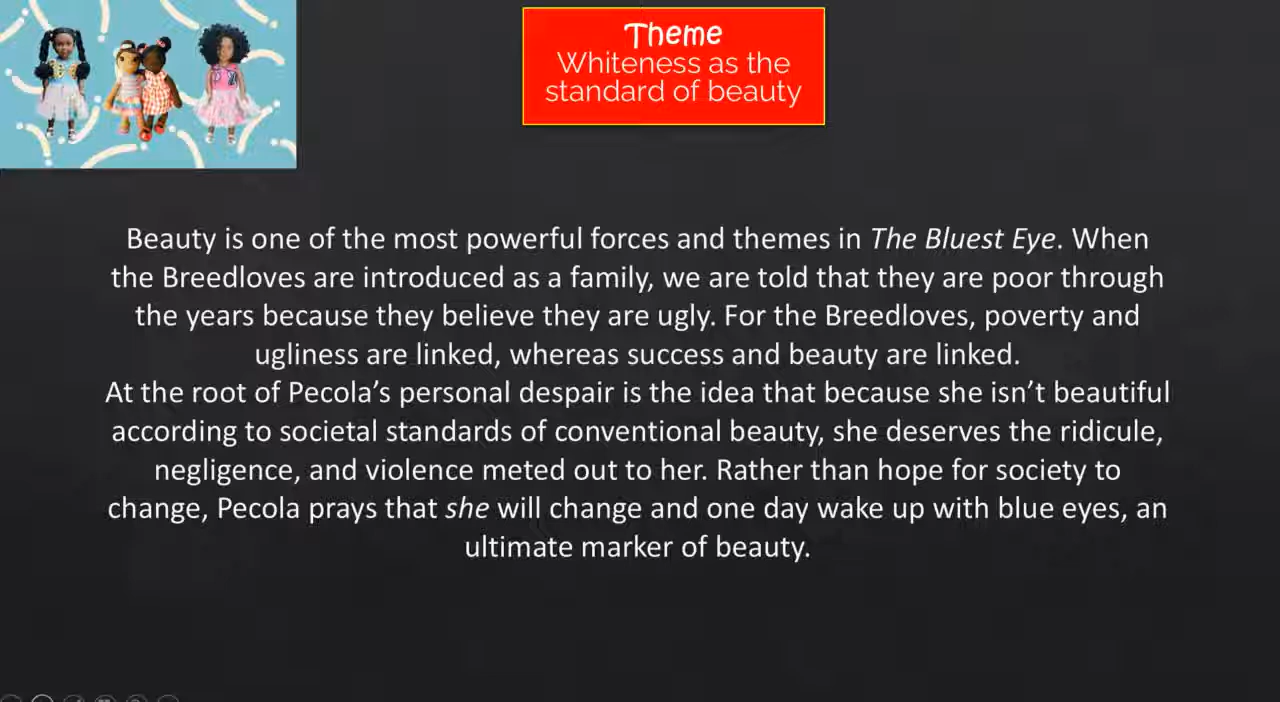 Theme
Whiteness as the
standard of beauty
Beauty is one of the most powerful forces and themes in The Bluest Eye. When
the Breedloves are introduced as a family, we are told that they are poor through
the years because they believe they are ugly. For the Breedloves, poverty and
ugliness are linked, whereas success and beauty are linked.
At the root of Pecola’s personal despair is the idea that because she isn’t beautiful
according to societal standards of conventional beauty, she deserves the ridicule,
negligence, and violence meted out to her. Rather than hope for society to
change, Pecola prays that she will change and one day wake up with blue eyes, an
ultimate marker of beauty.